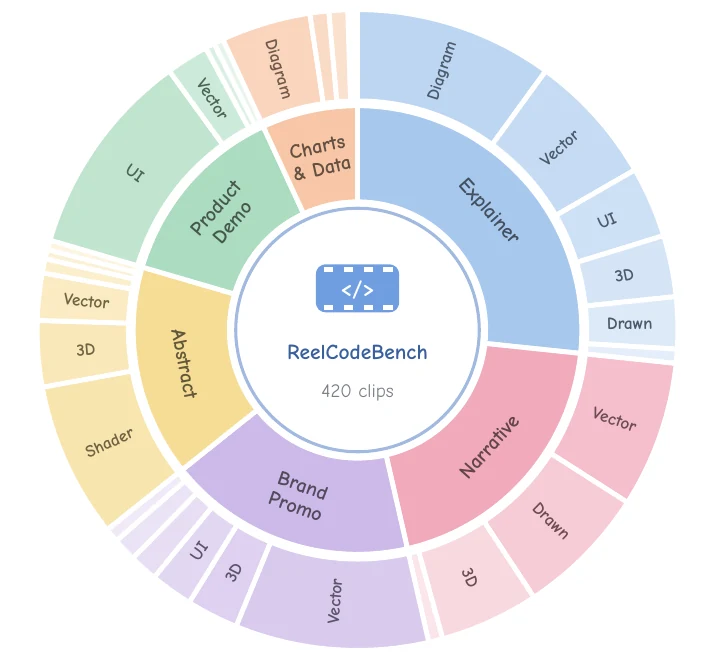 Diagram
Diagram
Vector
Vector
UI
Charts
& Data
Explainer
Product
Demo
UI
3D
Vector
3D
Shader
Abstract
</>
ReelCodeBench
420 clips
Drawn
Vector
Narrative
Brand
Promo
Drawn
UI
3D
Vector
3D